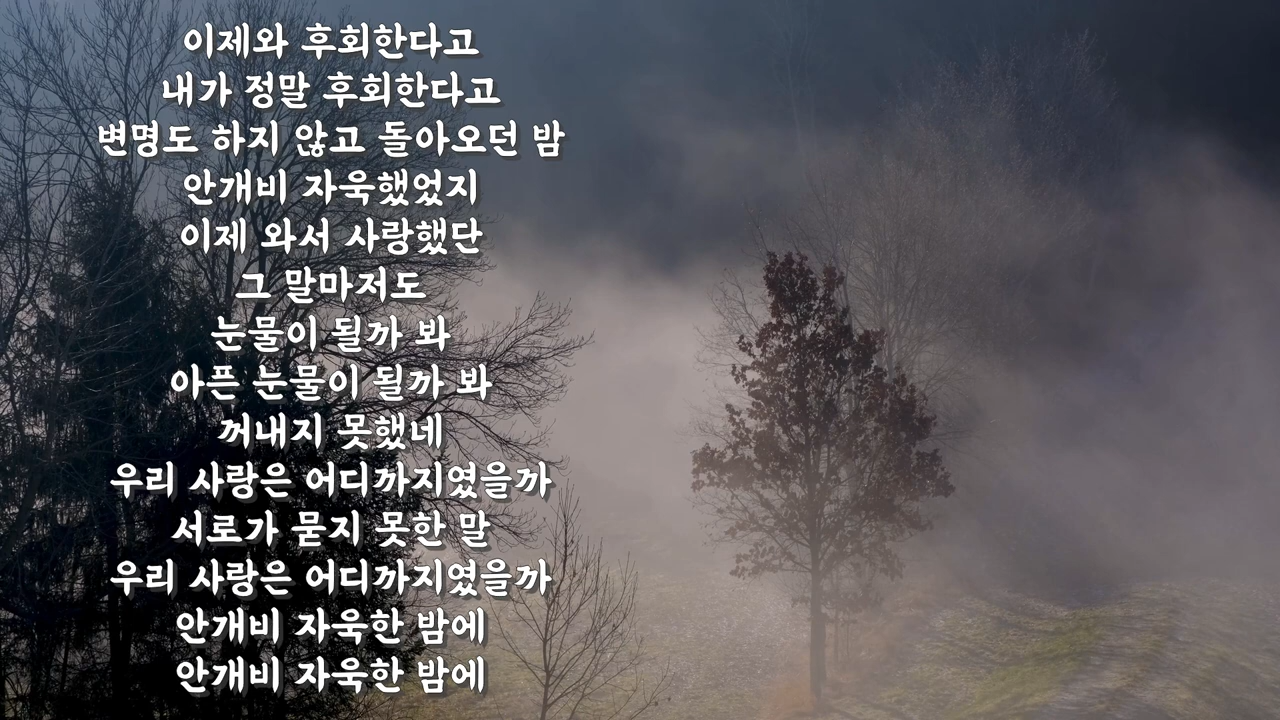 이제와 후회한다고
내가 정말 후회한다고
변명도 하지 않고 돌아오던 밤
안개비 자욱했었지
이제 와서 사랑했단
그 말마저도
눈물이 될까 봐
아픈 눈물이 될까 봐
꺼내지 못했네
우리 사랑은 어디까지였을까
서로가 묻지 못한 말
우리 사랑은 어디까지였을까
안개비 자욱한 밤에
안개비 자욱한 밤에